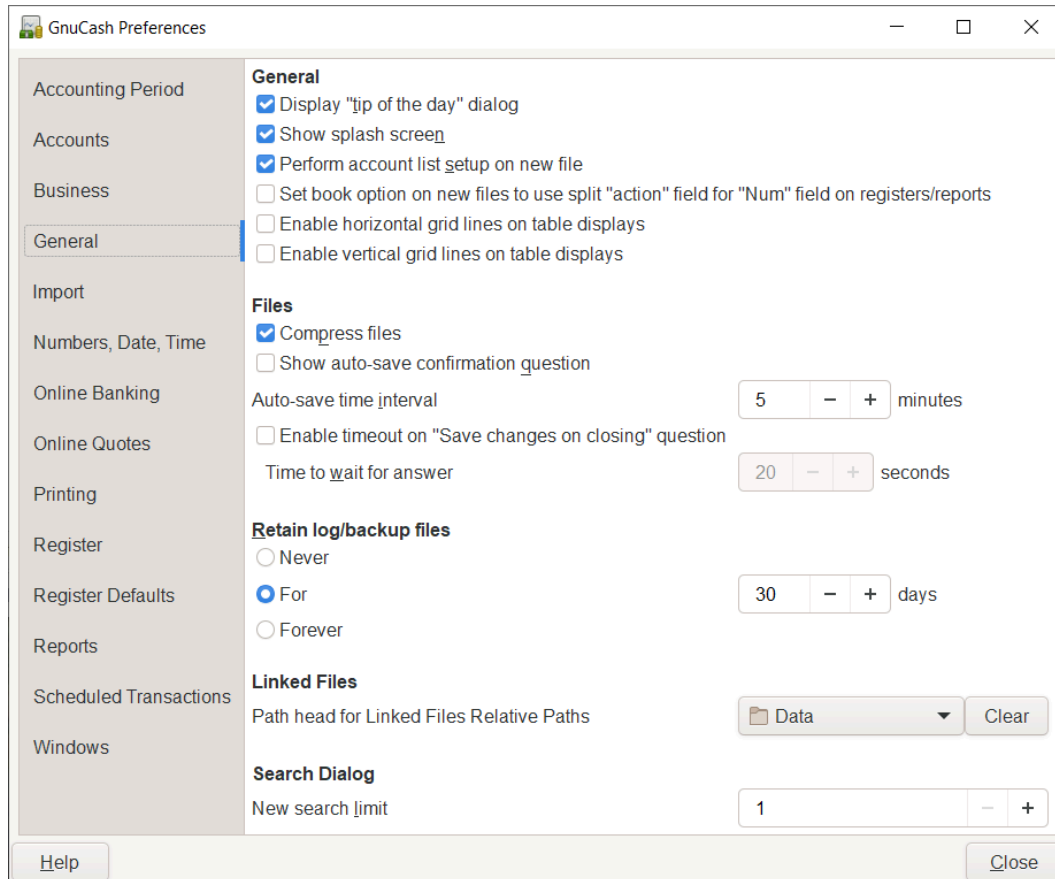 GnuCash Preferences
Accounting Period
Accounts
Business
General
Import
Numbers, Date, Time
Online Banking
Online Quotes
Printing
Register
Register Defaults
Reports
Scheduled Transactions
Windows
General
Display "tip of the day" dialog
Show splash screen
Perform account list setup on new file
Set book option on new files to use split "action" field for "Num" field on registers/reports
Enable horizontal grid lines on table displays
Enable vertical grid lines on table displays
Files
Compress files
Show auto-save confirmation question
Auto-save time interval 5 − + minutes
Enable timeout on "Save changes on closing" question
Time to wait for answer 20 − + seconds
Retain log/backup files
Never
For 30 − + days
Forever
Linked Files
Path head for Linked Files Relative Paths Data Clear
Search Dialog
New search limit 1 − +
Help Close